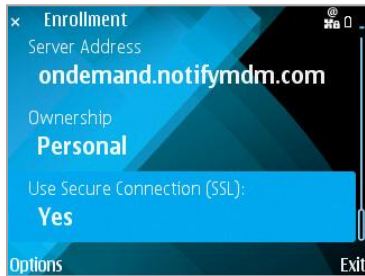 × Enrollment
Server Address
ondemand.notifymdm.com
Ownership
Personal
Use Secure Connection (SSL):
Yes
Options Exit